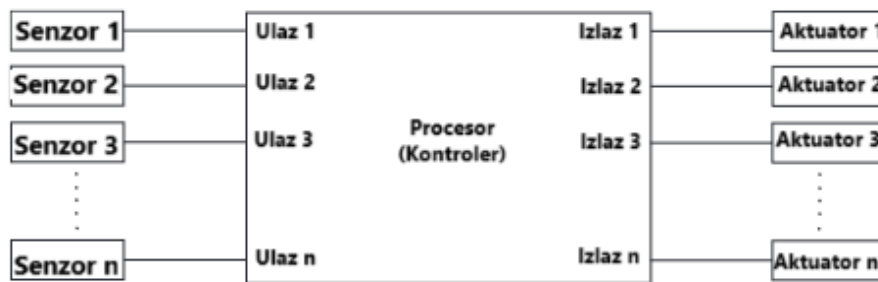 Senzor 1 Ulaz 1 Izlaz 1 Aktuator 1
Senzor 2 Ulaz 2 Izlaz 2 Aktuator 2
Senzor 3 Ulaz 3 Izlaz 3 Aktuator 3
Procesor
(Kontroler)
Senzor n Ulaz n Izlaz n Aktuator n